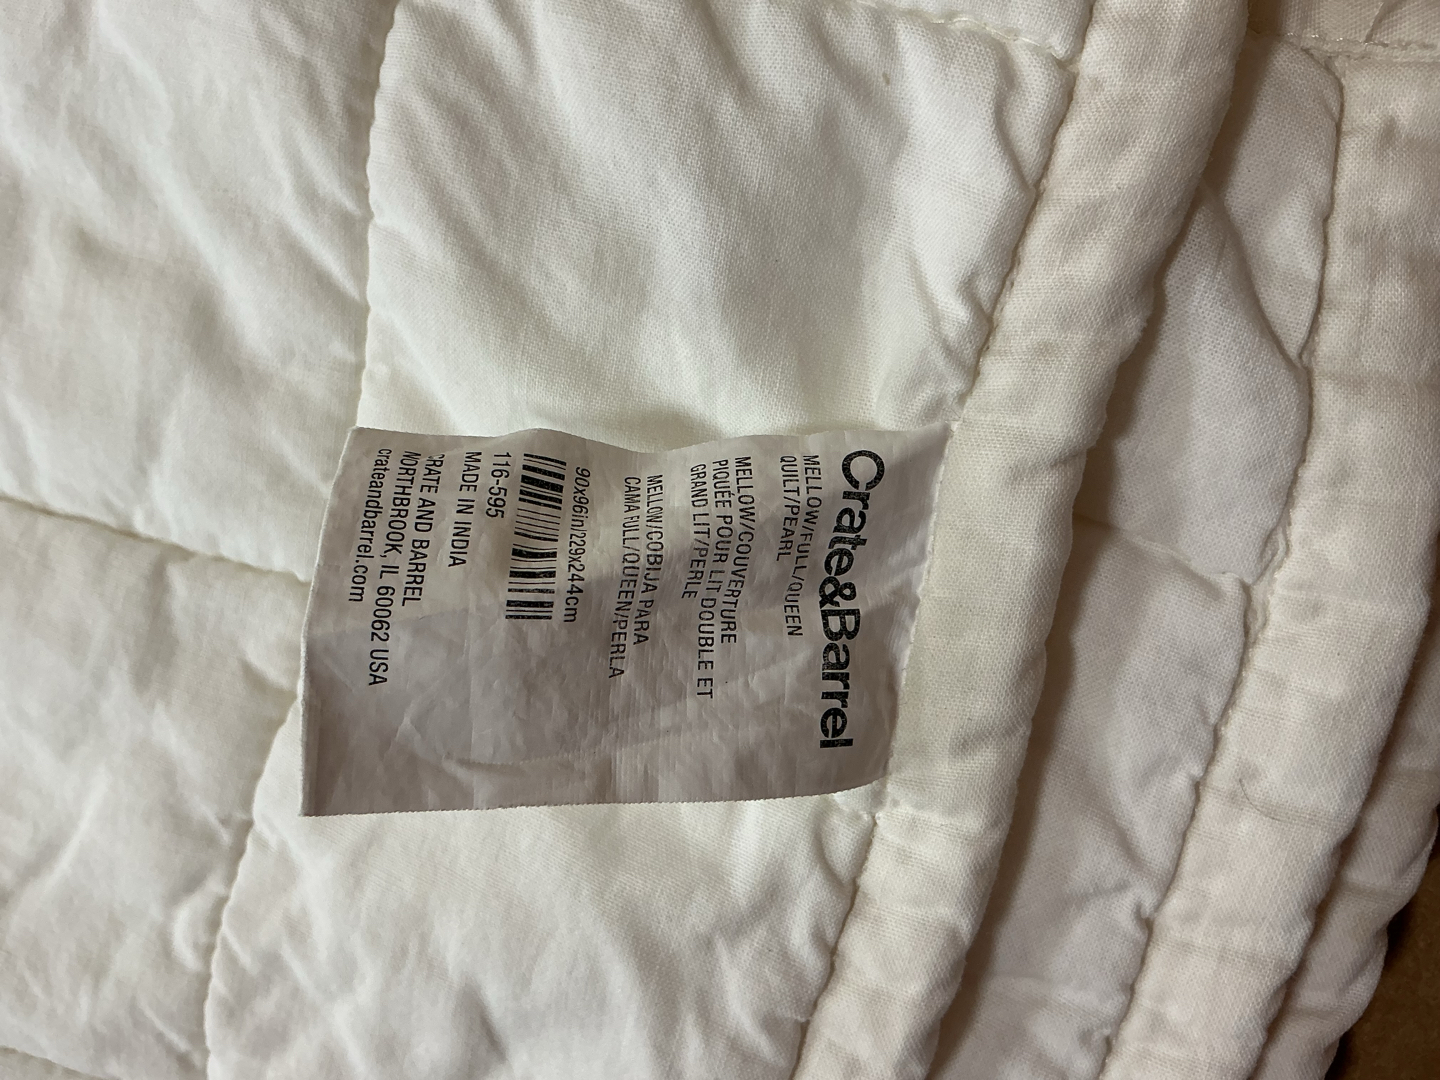 Crate&Barrel
MELLOW/FULL/QUEEN
QUILT/PEARL
MELLOW/COUVERTURE
PIQUÉE POUR LIT DOUBLE ET
GRAND LIT/PERLE
MELLOW/COBIJA PARA
CAMA FULL/QUEEN/PERLA
90x96in/229x244cm
116-595
MADE IN INDIA
CRATE AND BARREL
NORTHBROOK, IL 60062 USA
crateandbarrel.com